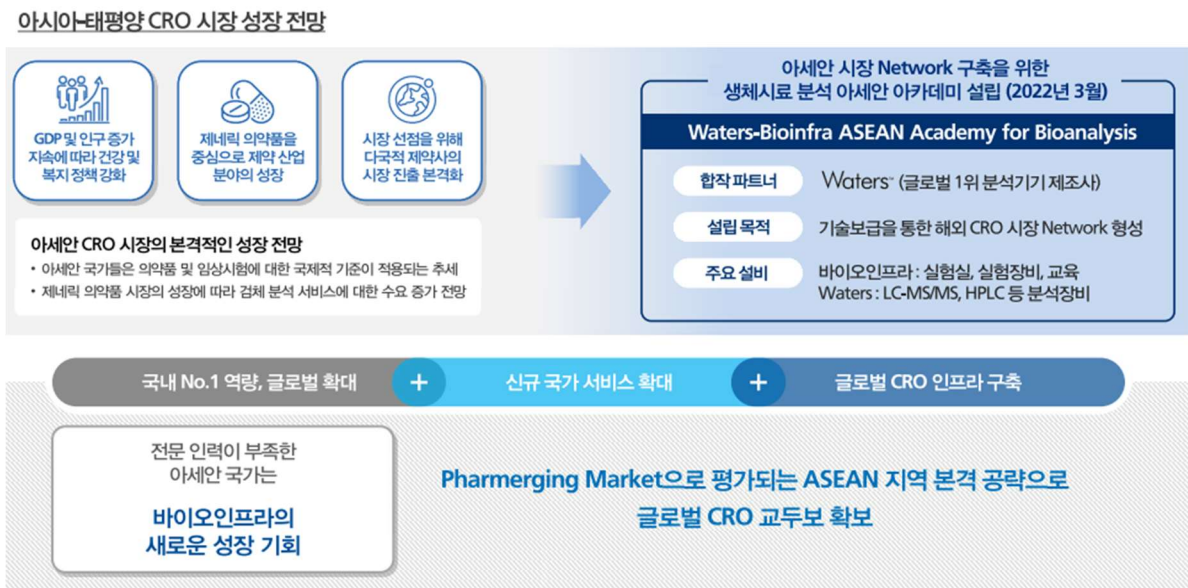 아시아-태평양 CRO 시장 성장 전망
GDP 및 인구 증가
지속에 따라 건강 및
복지 정책 강화
제네릭 의약품을
중심으로 제약 산업
분야의 성장
시장 선점을 위해
다국적 제약사의
시장 진출 본격화
아세안 CRO 시장의 본격적인 성장 전망
• 아세안 국가들은 의약품 및 임상시험에 대한 국제적 기준이 적용되는 추세
• 제네릭 의약품 시장의 성장에 따라 검체 분석 서비스에 대한 수요 증가 전망
아세안 시장 Network 구축을 위한
생체시료 분석 아세안 아카데미 설립 (2022년 3월)
Waters-Bioinfra ASEAN Academy for Bioanalysis
합작 파트너
Waters™ (글로벌 1위 분석기기 제조사)
설립 목적
기술보급을 통한 해외 CRO 시장 Network 형성
주요 설비
바이오인프라 : 실험실, 실험장비, 교육
Waters : LC-MS/MS, HPLC 등 분석장비
국내 No.1 역량, 글로벌 확대
+
신규 국가 서비스 확대
+
글로벌 CRO 인프라 구축
전문 인력이 부족한
아세안 국가는
바이오인프라의
새로운 성장 기회
Pharmerging Market으로 평가되는 ASEAN 지역 본격 공략으로
글로벌 CRO 교두보 확보